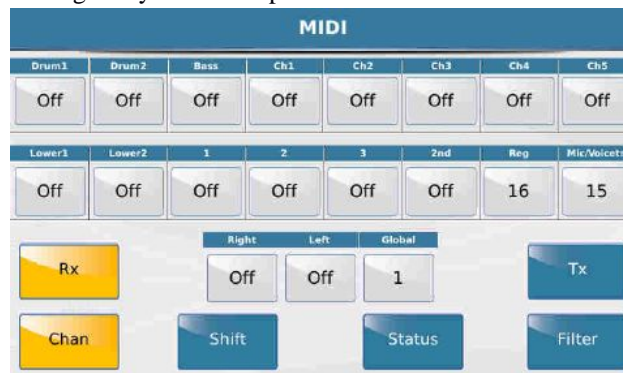 MIDI
Drum1 Drum2 Bass Ch1 Ch2 Ch3 Ch4 Ch5
Off Off Off Off Off Off Off Off
Lower1 Lower2 1 2 3 2nd Reg Mic/Voicetr
Off Off Off Off Off Off 16 15
Right Left Global
Rx Off Off 1 Tx
Chan Shift Status Filter